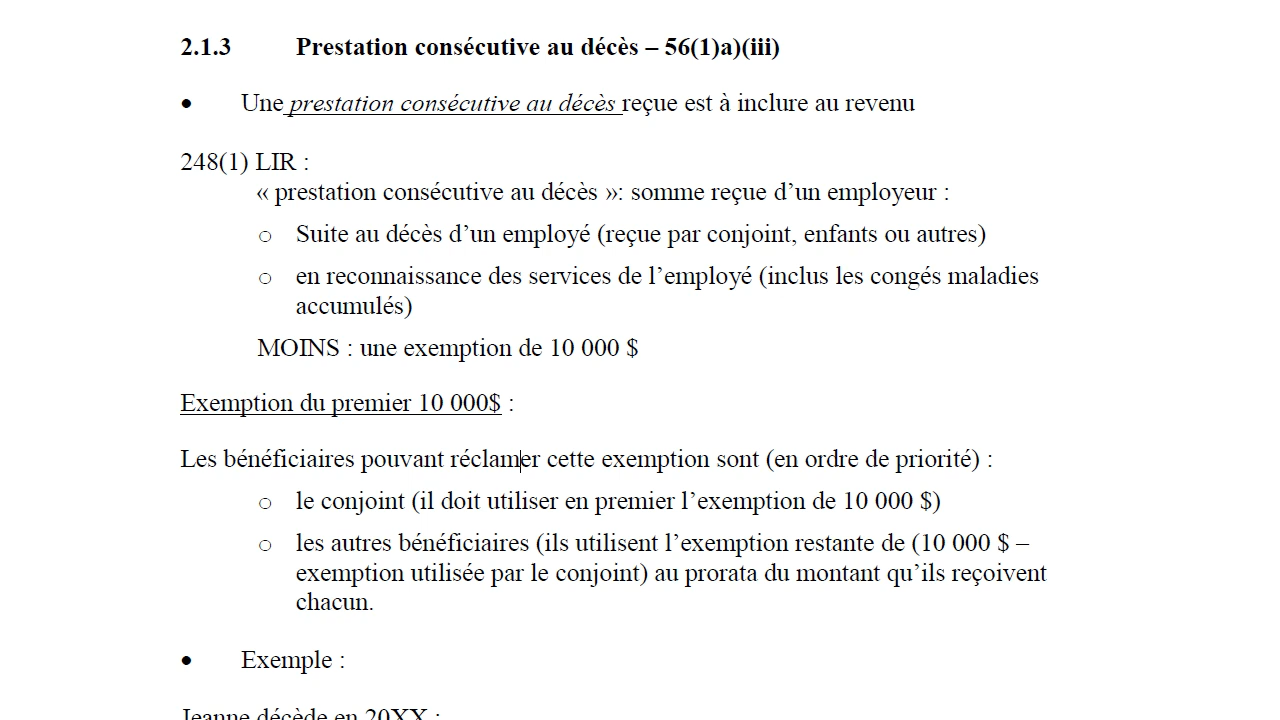 2.1.3 Prestation consécutive au décès – 56(1)a)(iii)
• Une prestation consécutive au décès reçue est à inclure au revenu
248(1) LIR :
« prestation consécutive au décès »: somme reçue d’un employeur :
o Suite au décès d’un employé (reçue par conjoint, enfants ou autres)
o en reconnaissance des services de l’employé (inclus les congés maladies
accumulés)
MOINS : une exemption de 10 000 $
Exemption du premier 10 000$ :
Les bénéficiaires pouvant réclamer cette exemption sont (en ordre de priorité) :
o le conjoint (il doit utiliser en premier l’exemption de 10 000 $)
o les autres bénéficiaires (ils utilisent l’exemption restante de (10 000 $ –
exemption utilisée par le conjoint) au prorata du montant qu’ils reçoivent
chacun.
• Exemple :
Jeanne décède en 20XX :